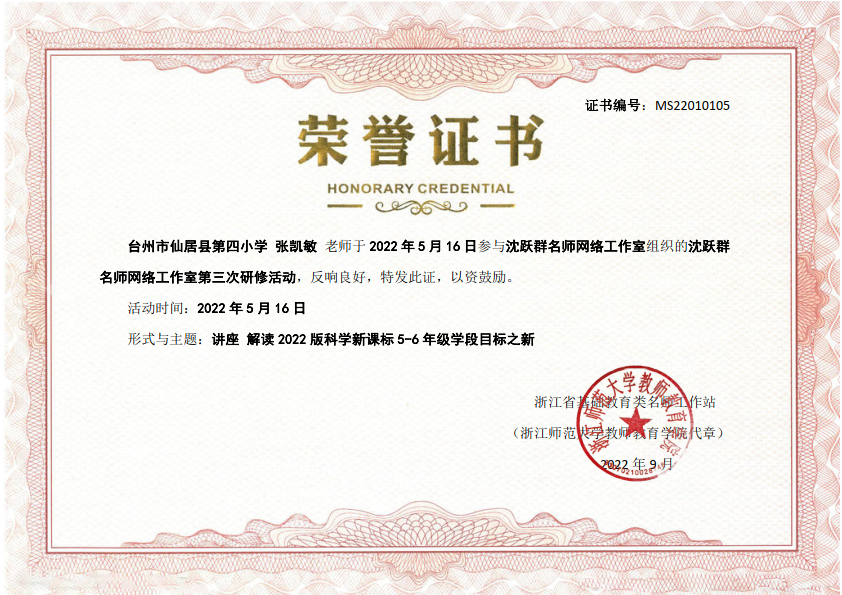 证书编号：MS22010105
荣誉证书
HONORARY CREDENTIAL
台州市仙居县第四小学 张凯敏 老师于 2022 年 5 月 16 日参与沈跃群名师网络工作室组织的沈跃群
名师网络工作室第三次研修活动，反响良好，特发此证，以资鼓励。
活动时间：2022 年 5 月 16 日
形式与主题：讲座 解读 2022 版科学新课标 5-6 年级学段目标之新
浙江省基础教育类名师工作站
（浙江师范大学教师教育学院代章）
2022 年 9 月
浙江师范大学教师教育学院